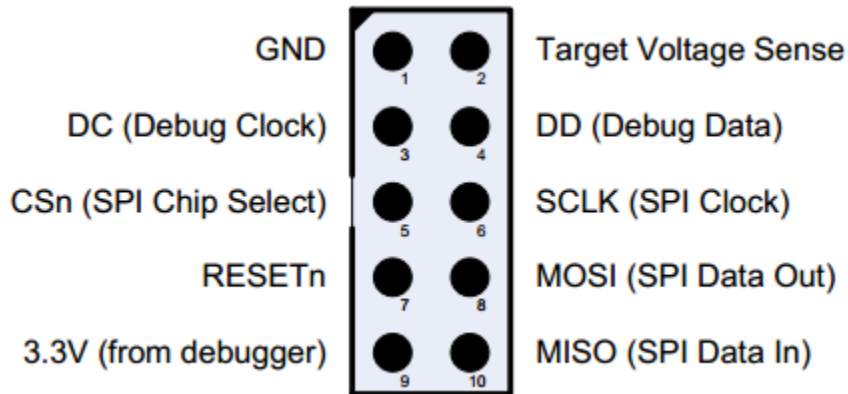 GND 1 2 Target Voltage Sense
DC (Debug Clock) 3 4 DD (Debug Data)
CSn (SPI Chip Select) 5 6 SCLK (SPI Clock)
RESETn 7 8 MOSI (SPI Data Out)
3.3V (from debugger) 9 10 MISO (SPI Data In)